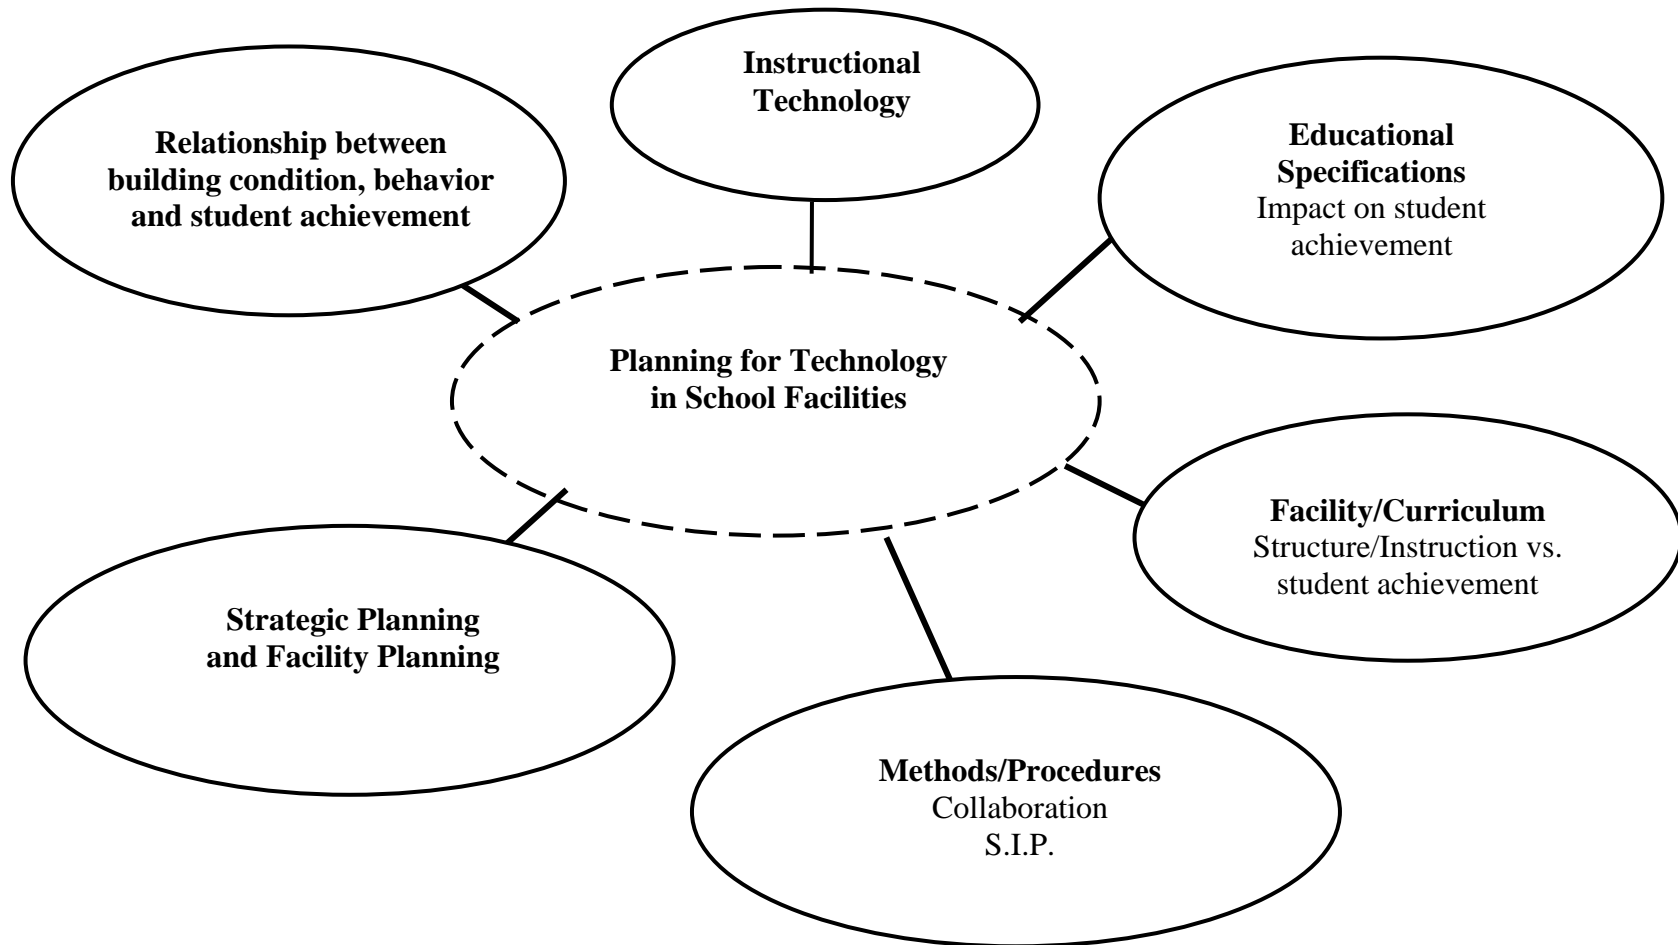 Instructional
Technology
Relationship between
building condition, behavior
and student achievement
Educational
Specifications
Impact on student
achievement
Planning for Technology
in School Facilities
Facility/Curriculum
Structure/Instruction vs.
student achievement
Strategic Planning
and Facility Planning
Methods/Procedures
Collaboration
S.I.P.